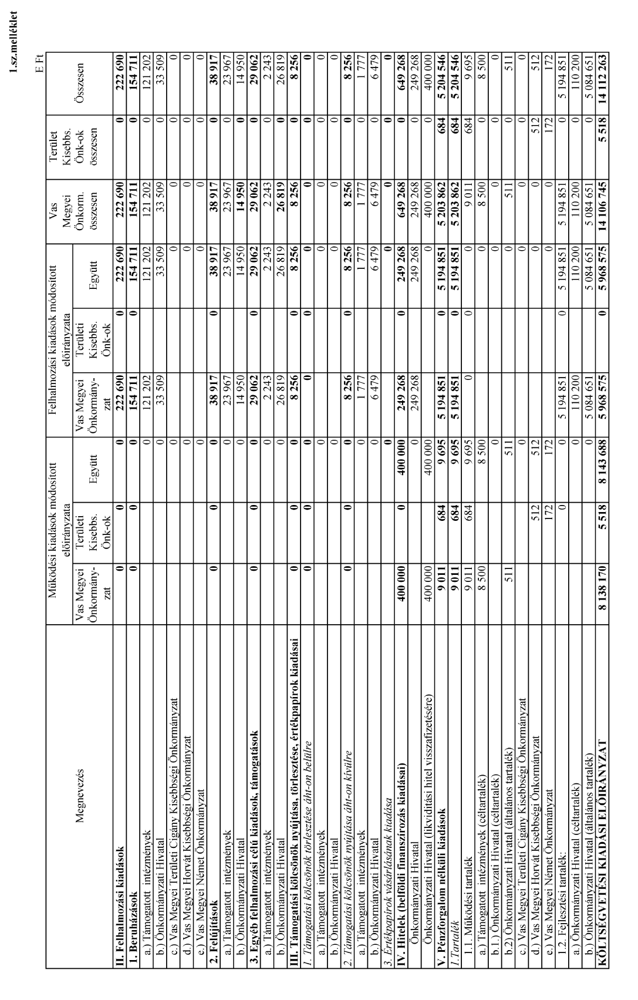 1.sz.melléklet
E Ft
Megnevezés | Működési kiadások módosított előirányzata | Felhalmozási kiadások módosított előirányzata | Vas Megyei Önkorm. összesen | Terület Kisebbs. Önk-ok összesen | Összesen
Vas Megyei Önkormány-zat | Területi Kisebbs. Önk-ok | Együtt | Vas Megyei Önkormány-zat | Területi Kisebbs. Önk-ok | Együtt
II. Felhalmozási kiadások 0 0 0 222 690 0 222 690 222 690 0 222 690
1. Beruházások 0 0 0 154 711 0 154 711 154 711 0 154 711
a.) Támogatott intézmények 0 121 202 121 202 121 202 0 121 202
b.) Önkormányzati Hivatal 0 33 509 33 509 33 509 0 33 509
c.) Vas Megyei Területi Cigány Kisebbségi Önkormányzat 0 0 0 0 0
d.) Vas Megyei Horvát Kisebbségi Önkormányzat 0 0 0 0 0
e.) Vas Megyei Német Önkormányzat 0 0 0 0 0
2. Felújítások 0 0 0 38 917 0 38 917 38 917 0 38 917
a.) Támogatott intézmények 0 23 967 23 967 23 967 0 23 967
b.) Önkormányzati Hivatal 0 14 950 14 950 14 950 0 14 950
3. Egyéb felhalmozási célú kiadások, támogatások 0 0 0 29 062 0 29 062 29 062 0 29 062
a.) Támogatott intézmények 0 2 243 2 243 2 243 0 2 243
b.) Önkormányzati Hivatal 0 26 819 26 819 26 819 0 26 819
III. Támogatási kölcsönök nyújtása, törlesztése, értékpapírok kiadásai 0 0 0 8 256 0 8 256 8 256 0 8 256
1. Támogatási kölcsönök törlesztése áht-on belülre 0 0 0 0 0 0 0 0 0
a.) Támogatott intézmények 0 0 0 0 0
b.) Önkormányzati Hivatal 0 0 0 0 0
2. Támogatási kölcsönök nyújtása áht-on kívülre 0 0 0 8 256 0 8 256 8 256 0 8 256
a.) Támogatott intézmények 0 1 777 1 777 1 777 0 1 777
b.) Önkormányzati Hivatal 0 6 479 6 479 6 479 0 6 479
3. Értékpapírok vásárlásának kiadása 0 0 0 0 0
IV. Hitelek (belföldi finanszírozás kiadásai) 400 000 0 400 000 249 268 0 249 268 649 268 0 649 268
Önkormányzati Hivatal 0 249 268 249 268 249 268 0 249 268
Önkormányzati Hivatal (likviditási hitel visszafizetésére) 400 000 400 000 0 400 000 0 400 000
V. Pénzforgalom nélküli kiadások 9 011 684 9 695 5 194 851 0 5 194 851 5 203 862 684 5 204 546
1.Tartalék 9 011 684 9 695 5 194 851 0 5 194 851 5 203 862 684 5 204 546
1.1. Működési tartalék 9 011 684 9 695 0 0 0 9 011 684 9 695
a.) Támogatott intézmények (céltartalék) 8 500 8 500 0 8 500 0 8 500
b.1.) Önkormányzati Hivatal (céltartalék) 0 0 0 0 0
b.2) Önkormányzati Hivatal (általános tartalék) 511 511 0 511 0 511
c.) Vas Megyei Területi Cigány Kisebbségi Önkormányzat 0 0 0 0
d.) Vas Megyei Horvát Kisebbségi Önkormányzat 512 512 0 512 512
e.) Vas Megyei Német Önkormányzat 172 172 0 172 172
1.2. Fejlesztési tartalék: 0 0 5 194 851 0 5 194 851 5 194 851 0 5 194 851
a.) Önkormányzati Hivatal (céltartalék) 0 110 200 110 200 110 200 0 110 200
b.) Önkormányzati Hivatal (általános tartalék) 0 5 084 651 5 084 651 5 084 651 0 5 084 651
KÖLTSÉGVETÉSI KIADÁSI ELŐIRÁNYZAT 8 138 170 5 518 8 143 688 5 968 575 0 5 968 575 14 106 745 5 518 14 112 263